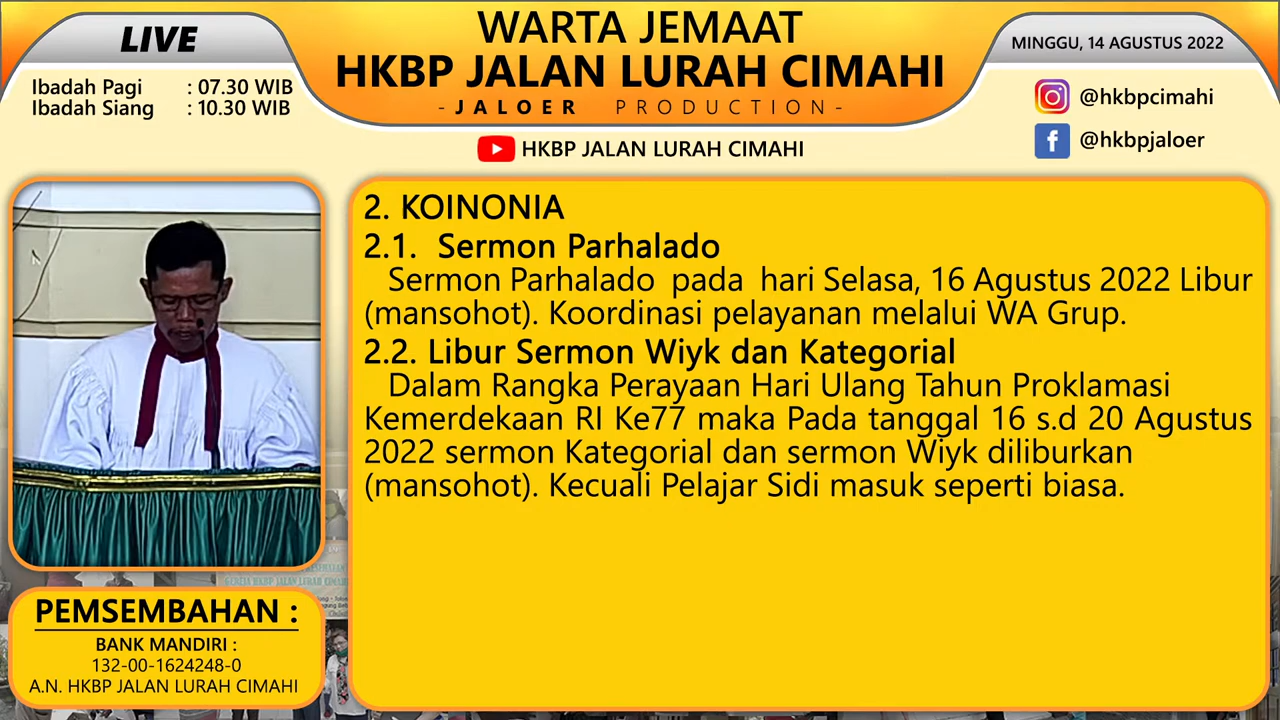 LIVE
Ibadah Pagi : 07.30 WIB
Ibadah Siang : 10.30 WIB
WARTA JEMAAT
HKBP JALAN LURAH CIMAHI
- JALOER PRODUCTION -
HKBP JALAN LURAH CIMAHI
MINGGU, 14 AGUSTUS 2022
@hkbpcimahi
@hkbpjaloer
2. KOINONIA
2.1. Sermon Parhalado
Sermon Parhalado pada hari Selasa, 16 Agustus 2022 Libur
(mansohot). Koordinasi pelayanan melalui WA Grup.
2.2. Libur Sermon Wiyk dan Kategorial
Dalam Rangka Perayaan Hari Ulang Tahun Proklamasi
Kemerdekaan RI Ke77 maka Pada tanggal 16 s.d 20 Agustus
2022 sermon Kategorial dan sermon Wiyk diliburkan
(mansohot). Kecuali Pelajar Sidi masuk seperti biasa.
PEMSEMBAHAN :
BANK MANDIRI :
132-00-1624248-0
A.N. HKBP JALAN LURAH CIMAHI